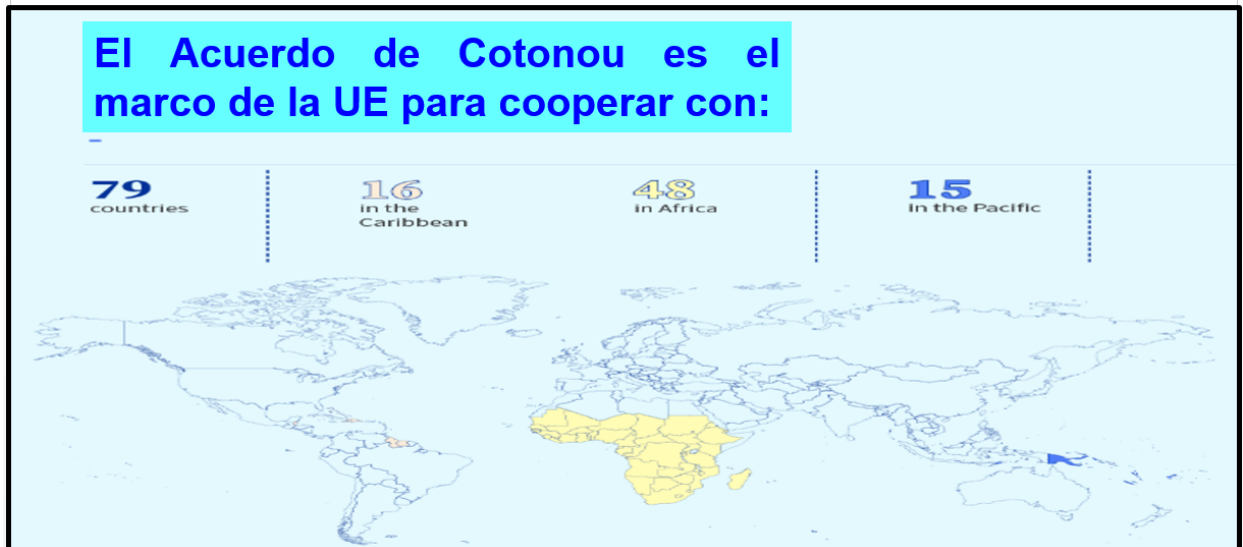 El Acuerdo de Cotonou es el
marco de la UE para cooperar con:
79
countries
16
in the
Caribbean
48
in Africa
15
in the Pacific